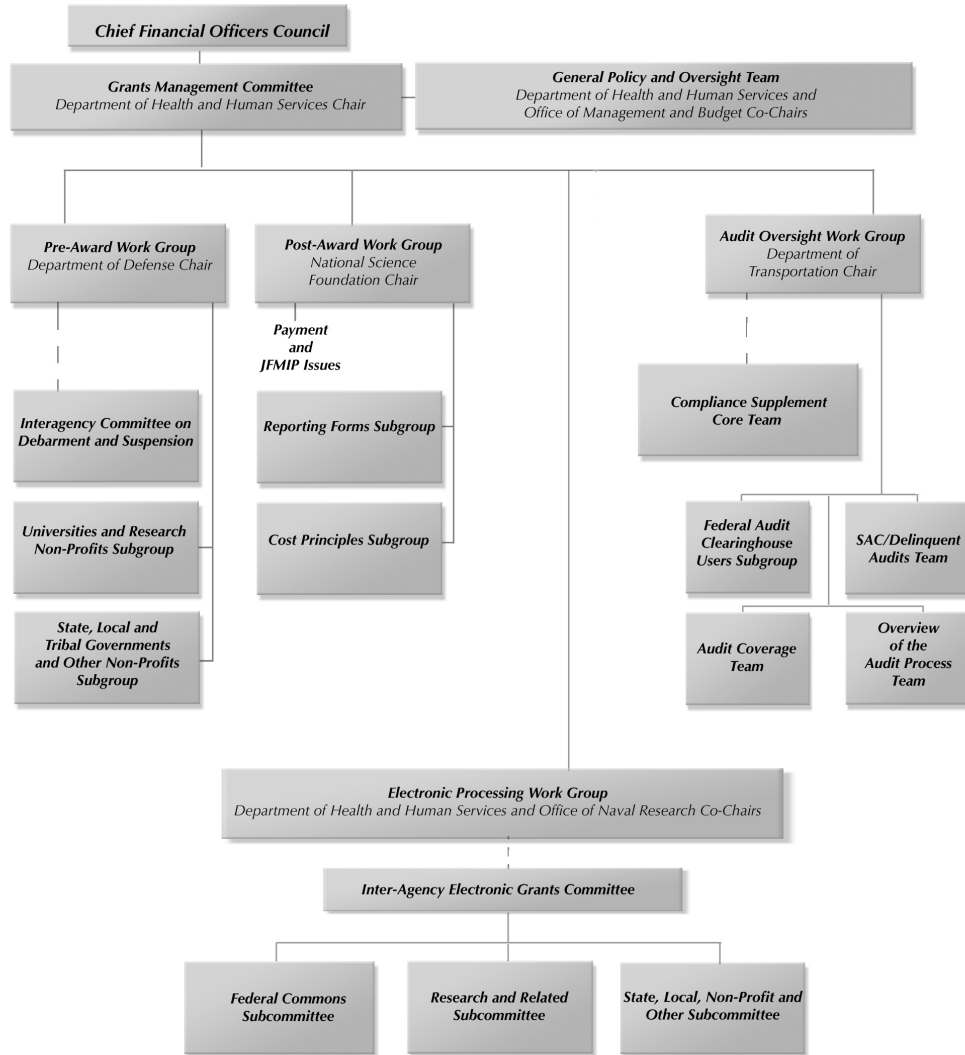 Chief Financial Officers Council
Grants Management Committee
Department of Health and Human Services Chair
General Policy and Oversight Team
Department of Health and Human Services and
Office of Management and Budget Co-Chairs
Pre-Award Work Group
Department of Defense Chair
Post-Award Work Group
National Science
Foundation Chair
Audit Oversight Work Group
Department of
Transportation Chair
Payment
and
JFMIP Issues
Interagency Committee on
Debarment and Suspension
Reporting Forms Subgroup
Compliance Supplement
Core Team
Universities and Research
Non-Profits Subgroup
Cost Principles Subgroup
Federal Audit
Clearinghouse
Users Subgroup
SAC/Delinquent
Audits Team
State, Local and
Tribal Governments
and Other Non-Profits
Subgroup
Audit Coverage
Team
Overview
of the
Audit Process
Team
Electronic Processing Work Group
Department of Health and Human Services and Office of Naval Research Co-Chairs
Inter-Agency Electronic Grants Committee
Federal Commons
Subcommittee
Research and Related
Subcommittee
State, Local, Non-Profit and
Other Subcommittee